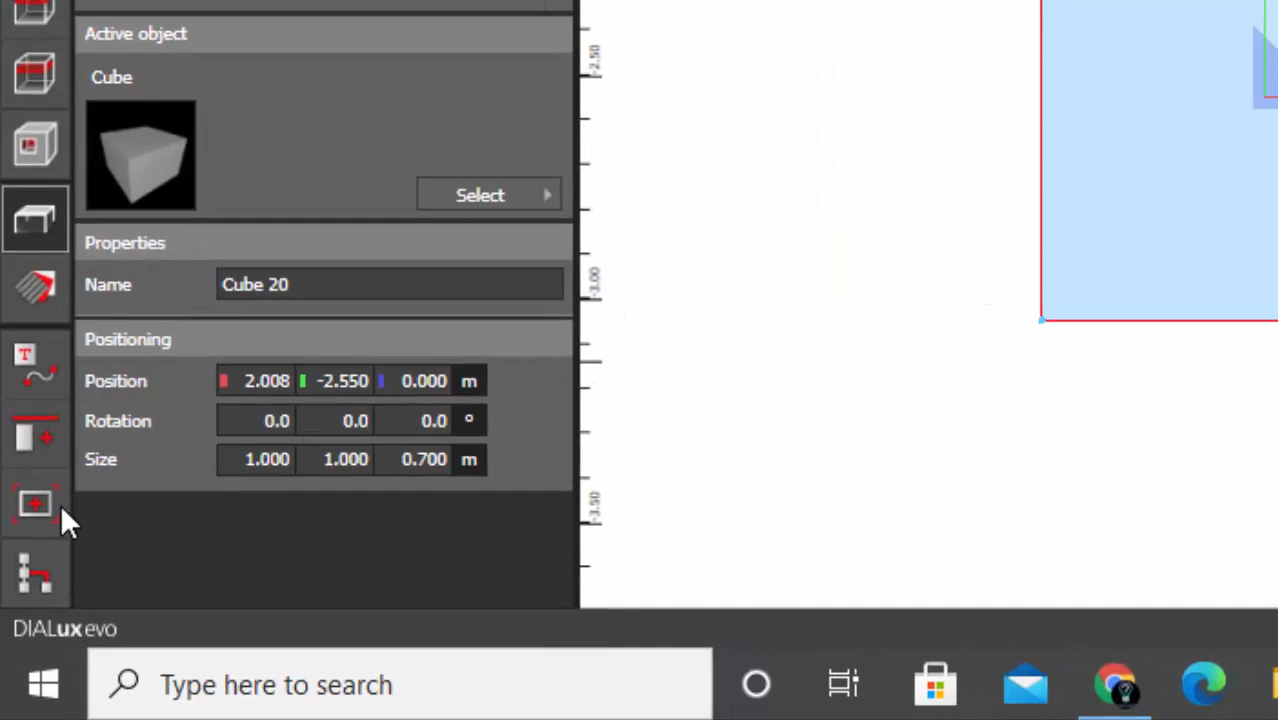 Active object
Cube
Select
Properties
Name Cube 20
Positioning
Position 2.008 -2.550 0.000 m
Rotation 0.0 0.0 0.0 °
Size 1.000 1.000 0.700 m
-2.50
-3.00
-3.50
T
DIALux evo
Type here to search